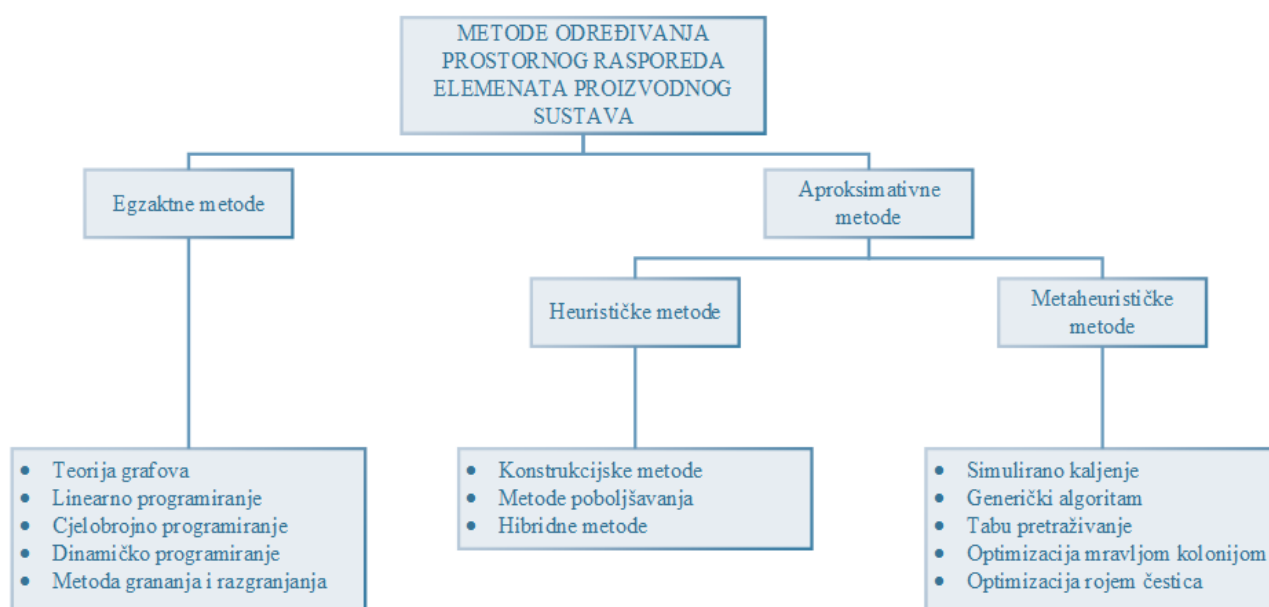 METODE ODREĐIVANJA
PROSTORNOG RASPOREDA
ELEMENATA PROIZVODNOG
SUSTAVA
Egzaktne metode
Aproksimativne
metode
Heurističke metode
Metaheurističke
metode
• Teorija grafova
• Linearno programiranje
• Cjelobrojno programiranje
• Dinamičko programiranje
• Metoda grananja i razgranjanja
• Konstrukcijske metode
• Metode poboljšavanja
• Hibridne metode
• Simulirano kaljenje
• Generički algoritam
• Tabu pretraživanje
• Optimizacija mravljom kolonijom
• Optimizacija rojem čestica